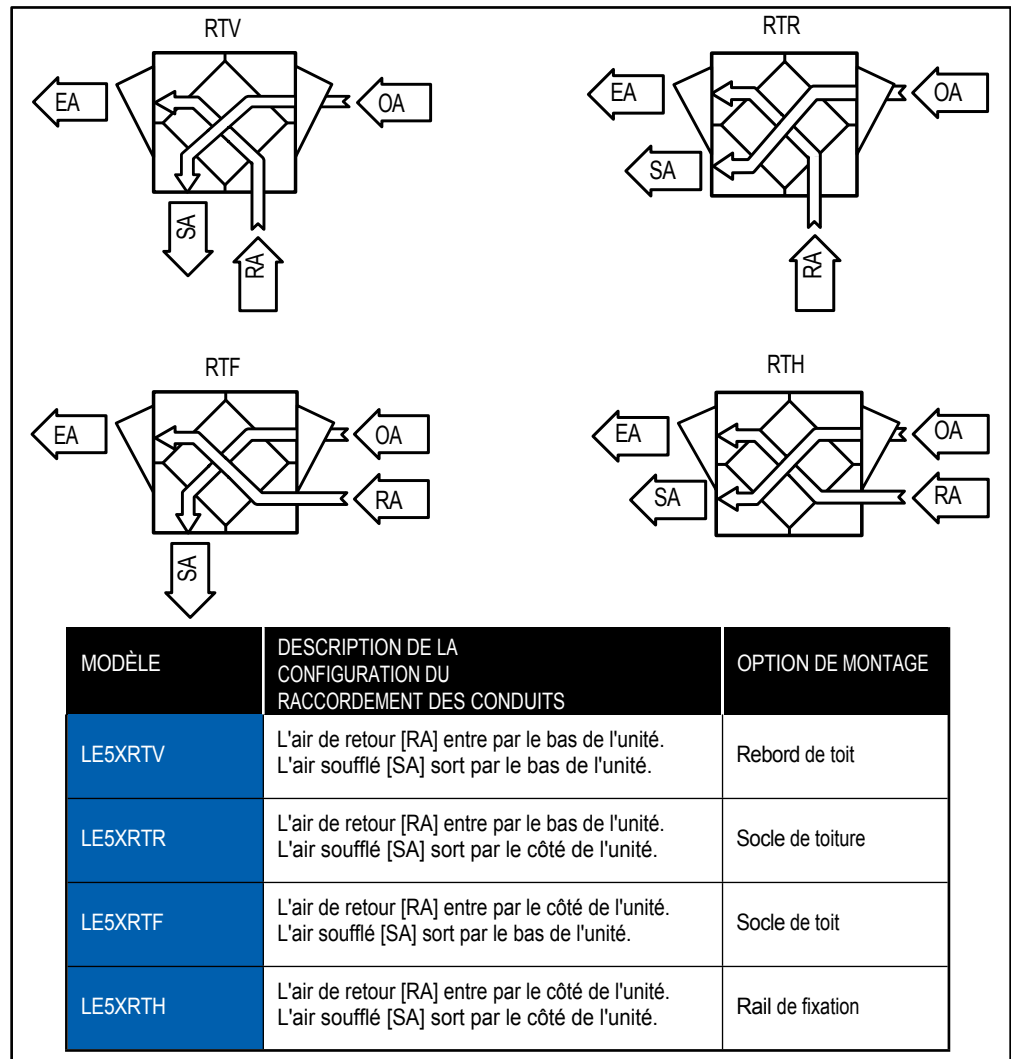 RTV
EA
OA
SA
RA
RTR
EA
OA
SA
RA
RTF
EA
OA
RA
SA
RTH
EA
OA
SA
RA
MODÈLE
DESCRIPTION DE LA
CONFIGURATION DU
RACCORDEMENT DES CONDUITS
OPTION DE MONTAGE
LE5XRTV
L'air de retour [RA] entre par le bas de l'unité.
L'air soufflé [SA] sort par le bas de l'unité.
Rebord de toit
LE5XRTR
L'air de retour [RA] entre par le bas de l'unité.
L'air soufflé [SA] sort par le côté de l'unité.
Socle de toiture
LE5XRTF
L'air de retour [RA] entre par le côté de l'unité.
L'air soufflé [SA] sort par le bas de l'unité.
Socle de toit
LE5XRTH
L'air de retour [RA] entre par le côté de l'unité.
L'air soufflé [SA] sort par le côté de l'unité.
Rail de fixation